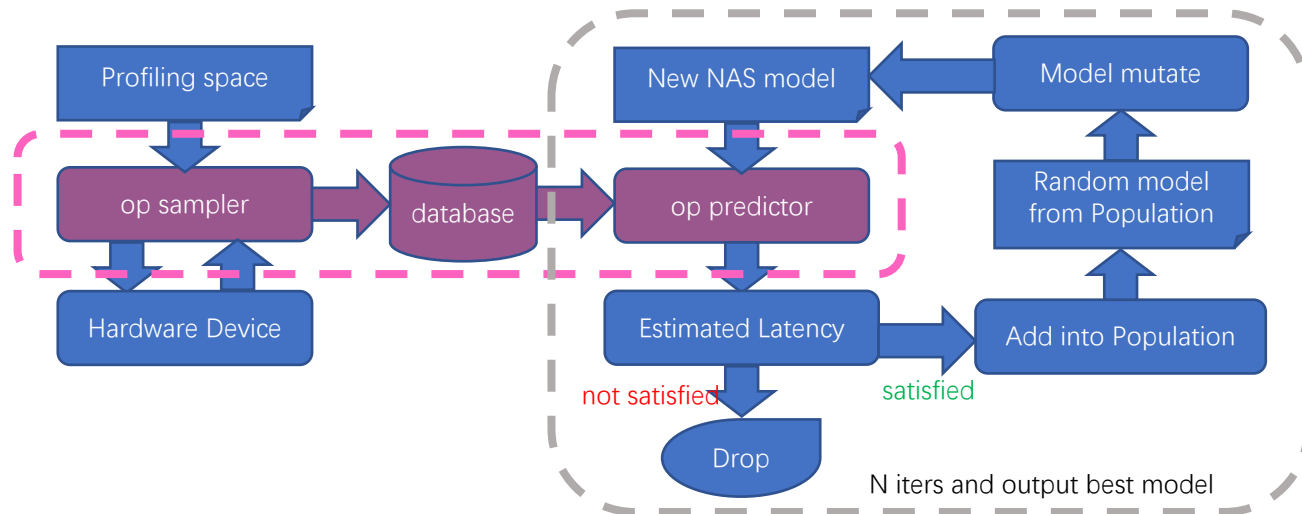 Profiling space
New NAS model
Model mutate
op sampler
database
op predictor
Random model
from Population
Hardware Device
Estimated Latency
Add into Population
not satisfied
satisfied
Drop
N iters and output best model